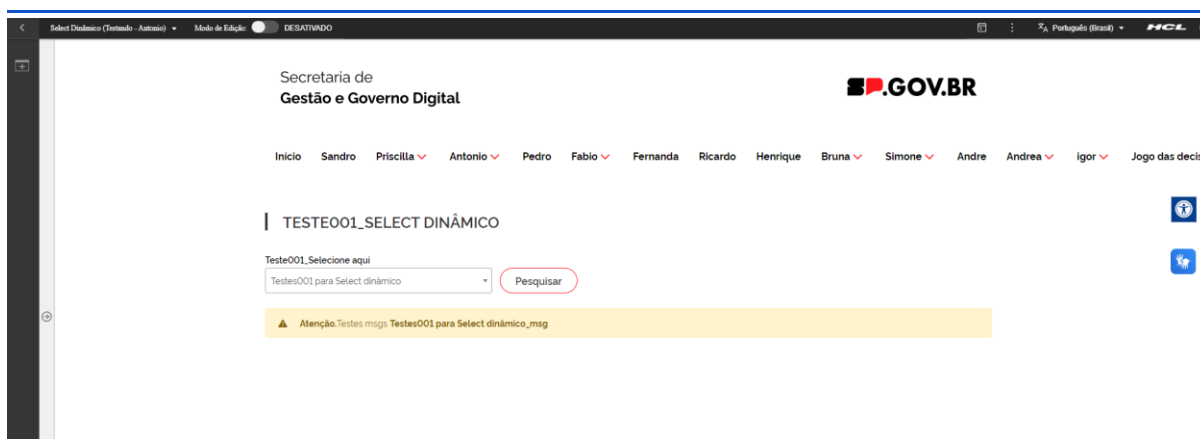 Select Dinâmico (Testando - Antonio) Modo de Edição: DESATIVADO Português (Brasil) HCL
Secretaria de
Gestão e Governo Digital
SP.GOV.BR
Início Sandro Priscilla Antonio Pedro Fabio Fernanda Ricardo Henrique Bruna Simone Andre Andrea igor Jogo das decis
TESTE001_SELECT DINÂMICO
Teste001_Selecione aqui
Testes001 para Select dinâmico Pesquisar
Atenção.Testes msgs Testes001 para Select dinâmico_msg